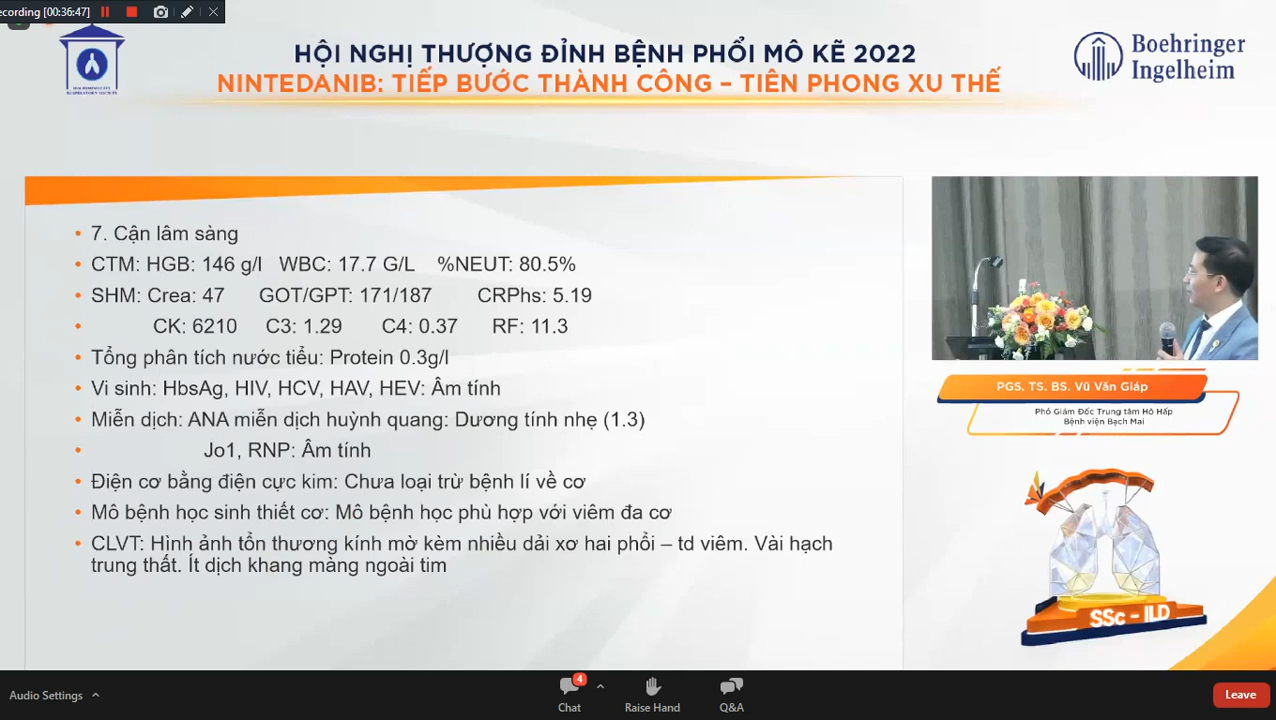 ecording [00:36:47]
HỘI NGHỊ THƯỢNG ĐỈNH BỆNH PHỔI MÔ KẼ 2022
NINTEDANIB: TIẾP BƯỚC THÀNH CÔNG – TIÊN PHONG XU THẾ
Boehringer
Ingelheim
• 7. Cận lâm sàng
• CTM: HGB: 146 g/l WBC: 17.7 G/L %NEUT: 80.5%
• SHM: Crea: 47 GOT/GPT: 171/187 CRPhs: 5.19
• CK: 6210 C3: 1.29 C4: 0.37 RF: 11.3
• Tổng phân tích nước tiểu: Protein 0.3g/l
• Vi sinh: HbsAg, HIV, HCV, HAV, HEV: Âm tính
• Miễn dịch: ANA miễn dịch huỳnh quang: Dương tính nhẹ (1.3)
• Jo1, RNP: Âm tính
• Điện cơ bằng điện cực kim: Chưa loại trừ bệnh lí về cơ
• Mô bệnh học sinh thiết cơ: Mô bệnh học phù hợp với viêm đa cơ
• CLVT: Hình ảnh tổn thương kính mờ kèm nhiều dải xơ hai phổi – td viêm. Vài hạch
trung thất. Ít dịch khang màng ngoài tim
PGS. TS. BS. Vũ Văn Giáp
Phó Giám Đốc Trung tâm Hô Hấp
Bệnh viện Bạch Mai
SSc - ILD
Audio Settings
4
Chat
Raise Hand
Q&A
Leave